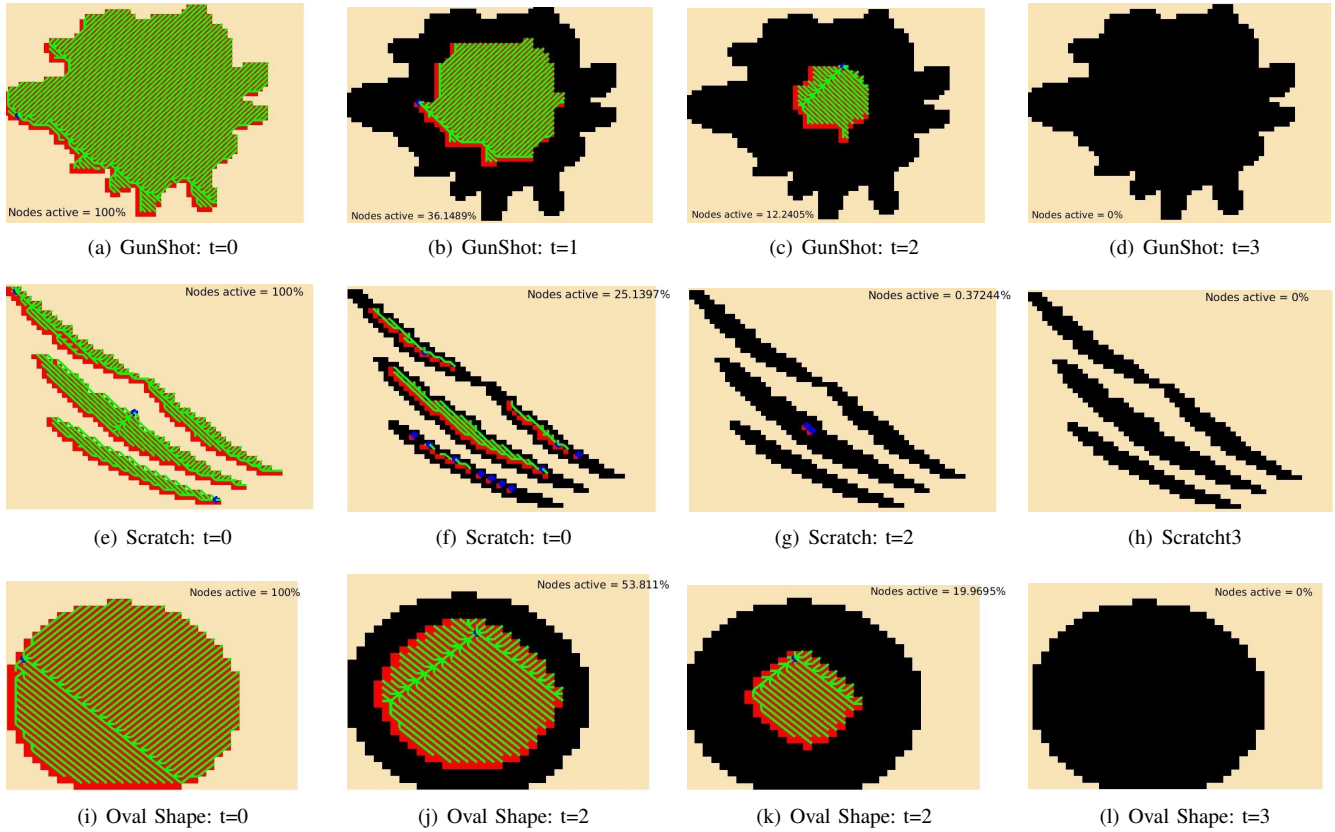 Nodes active = 100%
Nodes active = 36.1489%
Nodes active = 12.2405%
Nodes active = 0%
(a) GunShot: t=0
(b) GunShot: t=1
(c) GunShot: t=2
(d) GunShot: t=3
Nodes active = 100%
Nodes active = 25.1397%
Nodes active = 0.37244%
Nodes active = 0%
(e) Scratch: t=0
(f) Scratch: t=0
(g) Scratch: t=2
(h) Scratcht3
Nodes active = 100%
Nodes active = 53.811%
Nodes active = 19.9695%
Nodes active = 0%
(i) Oval Shape: t=0
(j) Oval Shape: t=2
(k) Oval Shape: t=2
(l) Oval Shape: t=3